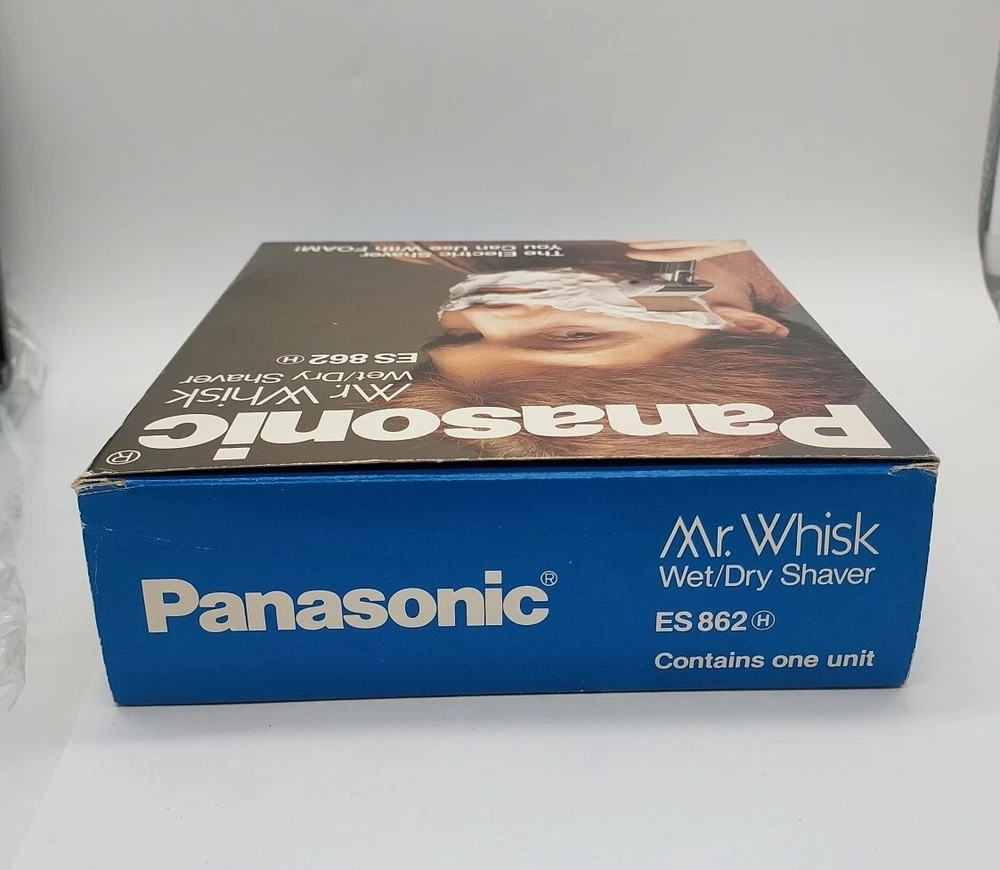 The Electric Shaver
You Can Use With FOAM!
ES 862 Ⓗ
Wet/Dry Shaver
Mr. Whisk
Panasonic®
Panasonic®
Mr. Whisk
Wet/Dry Shaver
ES 862 Ⓗ
Contains one unit